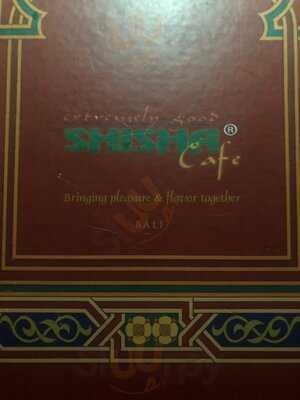 extremely good
SHISHA®
Cafe
Bringing pleasure & flavor together
BALI